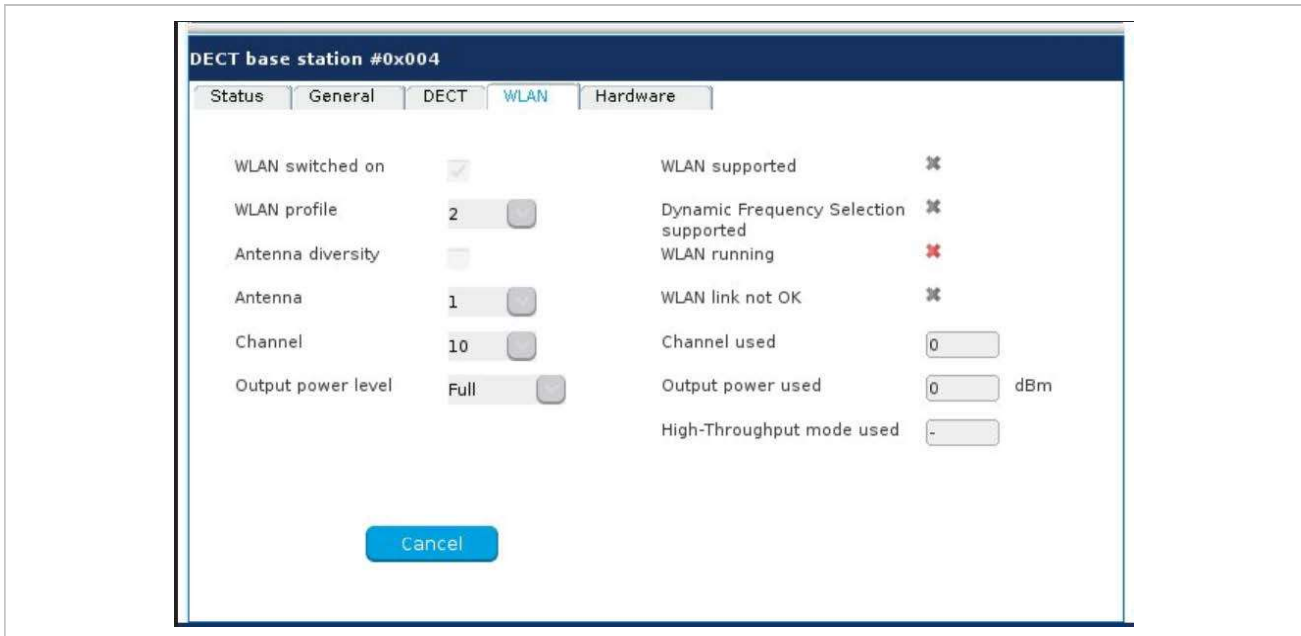 DECT base station #0x004
Status General DECT WLAN Hardware
WLAN switched on
WLAN supported
WLAN profile 2
Dynamic Frequency Selection
supported
Antenna diversity
WLAN running
Antenna 1
WLAN link not OK
Channel 10
Channel used 0
Output power level Full
Output power used 0 dBm
High-Throughput mode used -
Cancel